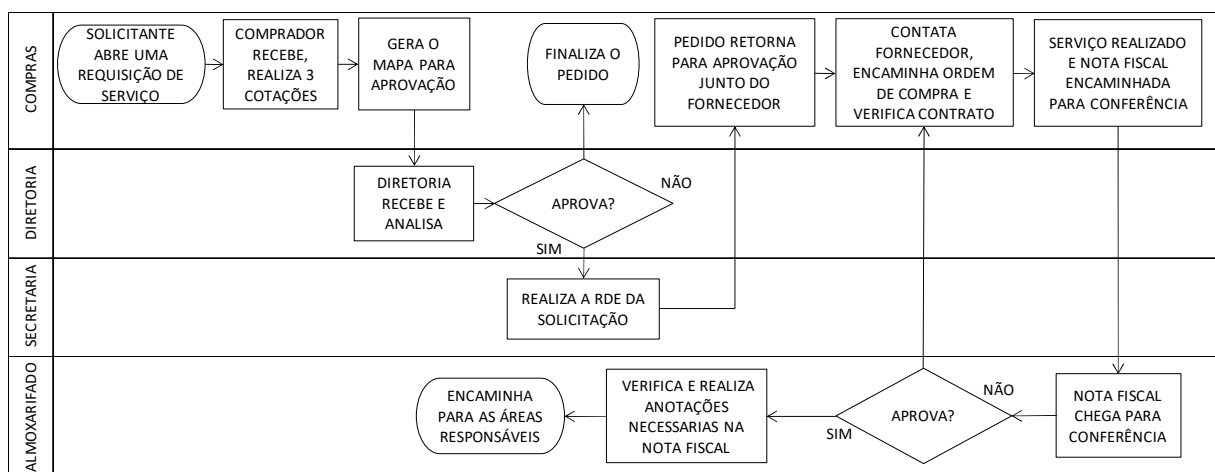 COMPRAS
SOLICITANTE
ABRE UMA
REQUISIÇÃO DE
SERVIÇO
COMPRADOR
RECEBE,
REALIZA 3
COTAÇÕES
GERA O
MAPA PARA
APROVAÇÃO
FINALIZA O
PEDIDO
PEDIDO RETORNA
PARA APROVAÇÃO
JUNTO DO
FORNECEDOR
CONTATA
FORNECEDOR,
ENCAMINHA ORDEM
DE COMPRA E
VERIFICA CONTRATO
SERVIÇO REALIZADO
E NOTA FISCAL
ENCAMINHADA
PARA CONFERÊNCIA
DIRETORIA
DIRETORIA
RECEBE E
ANALISA
APROVA?
NÃO
SIM
SECRETARIA
REALIZA A RDE DA
SOLICITAÇÃO
ALMOXARIFADO
ENCAMINHA
PARA AS ÁREAS
RESPONSÁVEIS
VERIFICA E REALIZA
ANOTAÇÕES
NECESSARIAS NA
NOTA FISCAL
SIM
APROVA?
NÃO
NOTA FISCAL
CHEGA PARA
CONFERÊNCIA